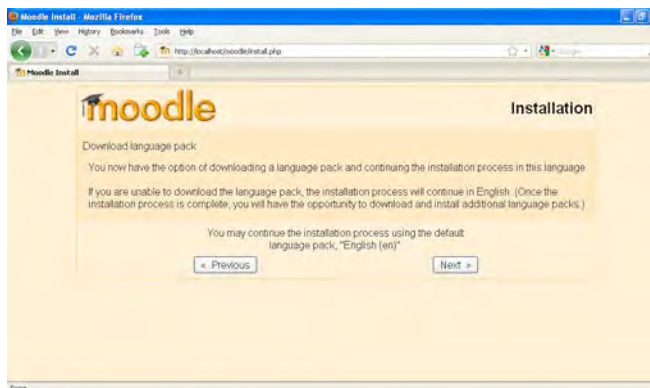 Moodle Install - Mozilla Firefox
File Edit View History Bookmarks Tools Help
http://localhost/moodle/install.php
Google
Moodle Install
moodle
Installation
Download language pack
You now have the option of downloading a language pack and continuing the installation process in this language
If you are unable to download the language pack, the installation process will continue in English. (Once the
installation process is complete, you will have the opportunity to download and install additional language packs.)
You may continue the installation process using the default
language pack, "English (en)"
« Previous
Next »
Done